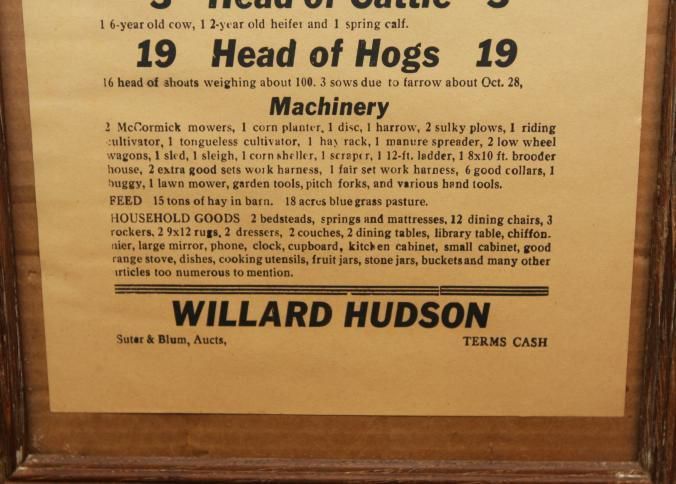 3 Head of Cattle 3
1 6-year old cow, 1 2-year old heifer and 1 spring calf.
19 Head of Hogs 19
16 head of shoats weighing about 100. 3 sows due to farrow about Oct. 28,
Machinery
2 McCormick mowers, 1 corn planter, 1 disc, 1 harrow, 2 sulky plows, 1 riding
cultivator, 1 tongueless cultivator, 1 hay rack, 1 manure spreader, 2 low wheel
wagons, 1 sled, 1 sleigh, 1 corn sheller, 1 scraper, 1 12-ft. ladder, 1 8x10 ft. brooder
house, 2 extra good sets work harness, 1 fair set work harness, 6 good collars, 1
buggy, 1 lawn mower, garden tools, pitch forks, and various hand tools.
FEED 15 tons of hay in barn. 18 acres blue grass pasture.
HOUSEHOLD GOODS 2 bedsteads, springs and mattresses, 12 dining chairs, 3
rockers, 2 9x12 rugs, 2 dressers, 2 couches, 2 dining tables, library table, chiffon-
nier, large mirror, phone, clock, cupboard, kitchen cabinet, small cabinet, good
range stove, dishes, cooking utensils, fruit jars, stone jars, buckets and many other
articles too numerous to mention.
WILLARD HUDSON
Suter & Blum, Aucts,
TERMS CASH